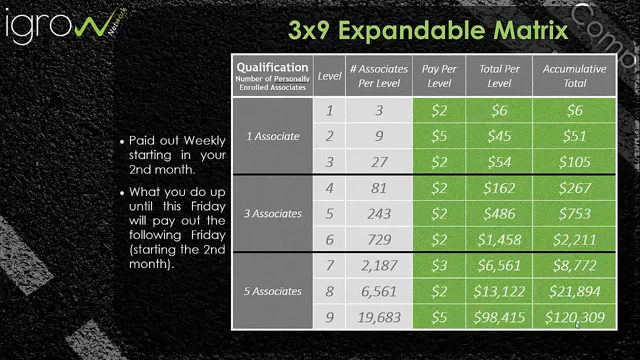 igrow
Network
3x9 Expandable Matrix
Comp
Qualification
Number of Personally
Enrolled Associates
Level
# Associates
Per Level
Pay Per
Level
Total Per
Level
Accumulative
Total
1 Associate
1 3 $2 $6 $6
2 9 $5 $45 $51
3 27 $2 $54 $105
3 Associates
4 81 $2 $162 $267
5 243 $2 $486 $753
6 729 $2 $1,458 $2,211
5 Associates
7 2,187 $3 $6,561 $8,772
8 6,561 $2 $13,122 $21,894
9 19,683 $5 $98,415 $120,309
• Paid out Weekly
starting in your
2nd month.
• What you do up
until this Friday
will pay out the
following Friday
(starting the 2nd
month).